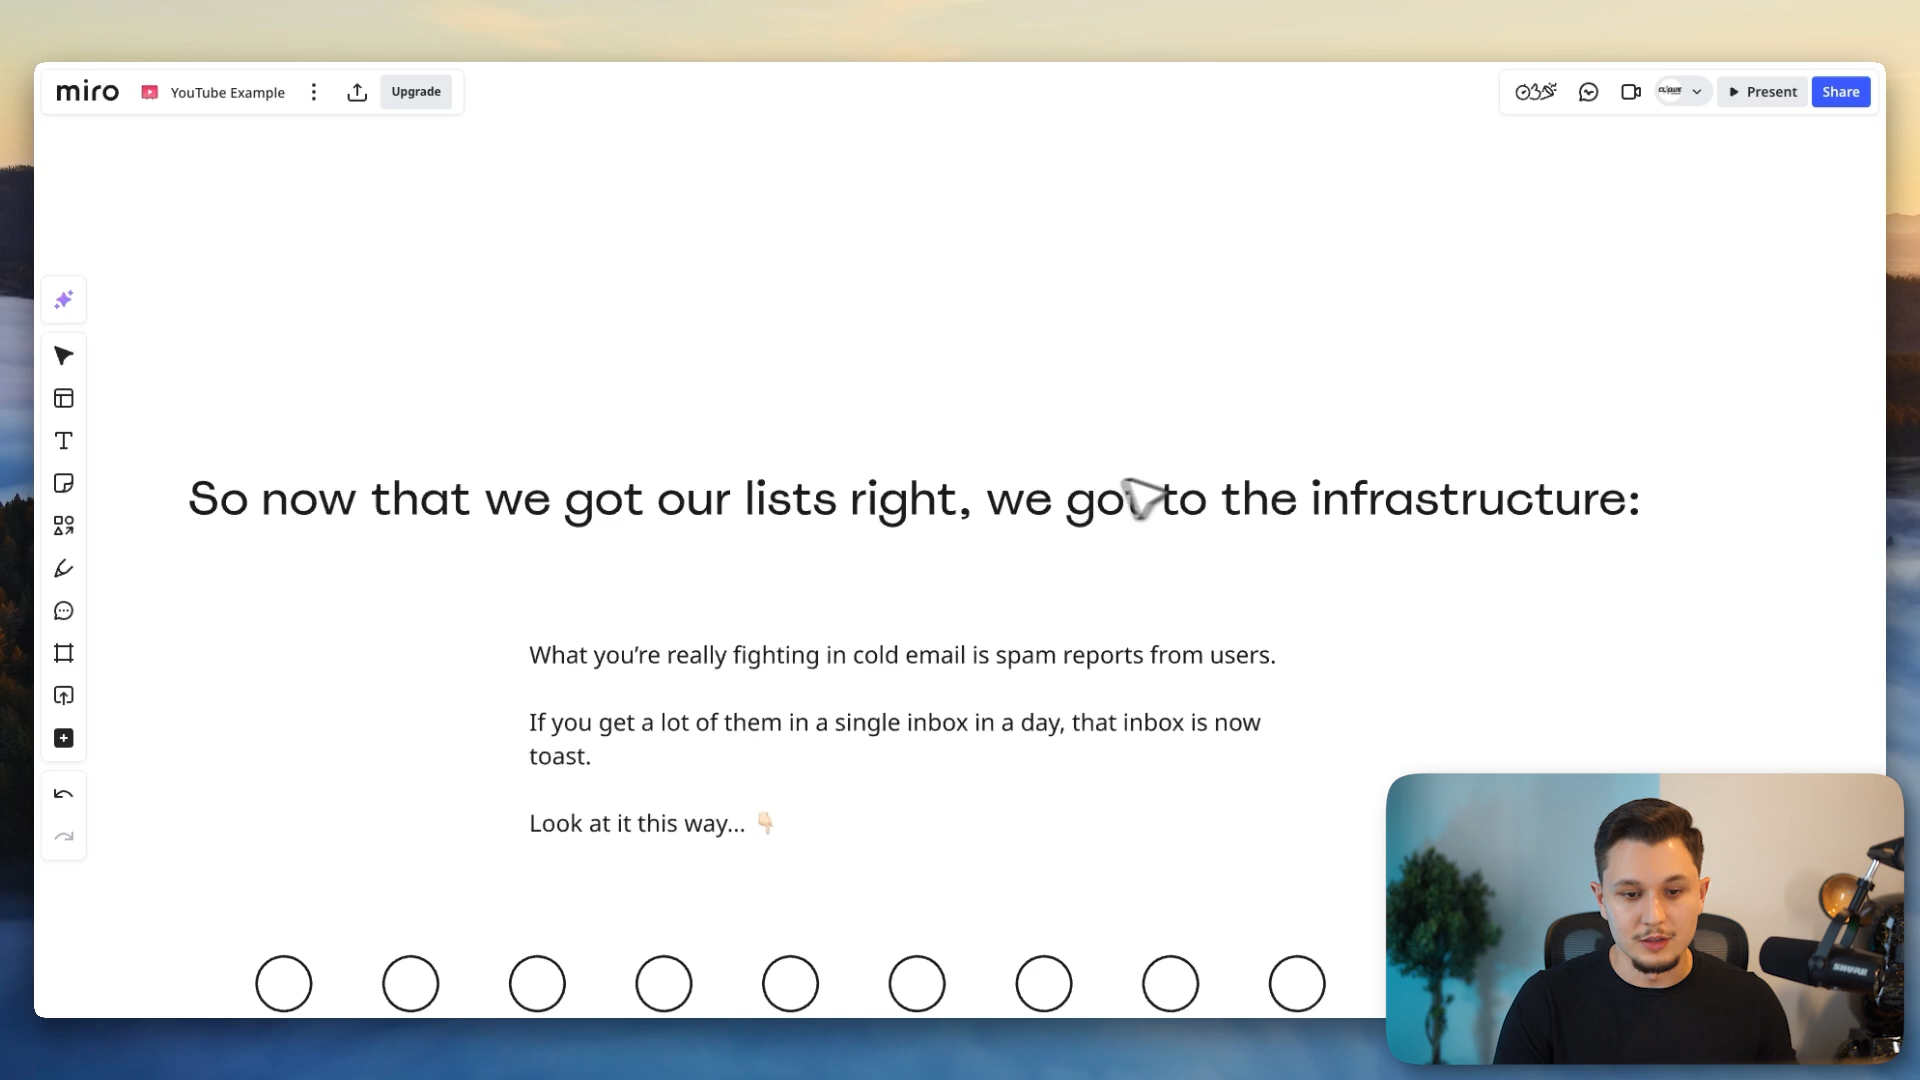 miro
YouTube Example
Upgrade
Present
Share
So now that we got our lists right, we got to the infrastructure:
What you’re really fighting in cold email is spam reports from users.
If you get a lot of them in a single inbox in a day, that inbox is now
toast.
Look at it this way... 👇🏻
SHURE